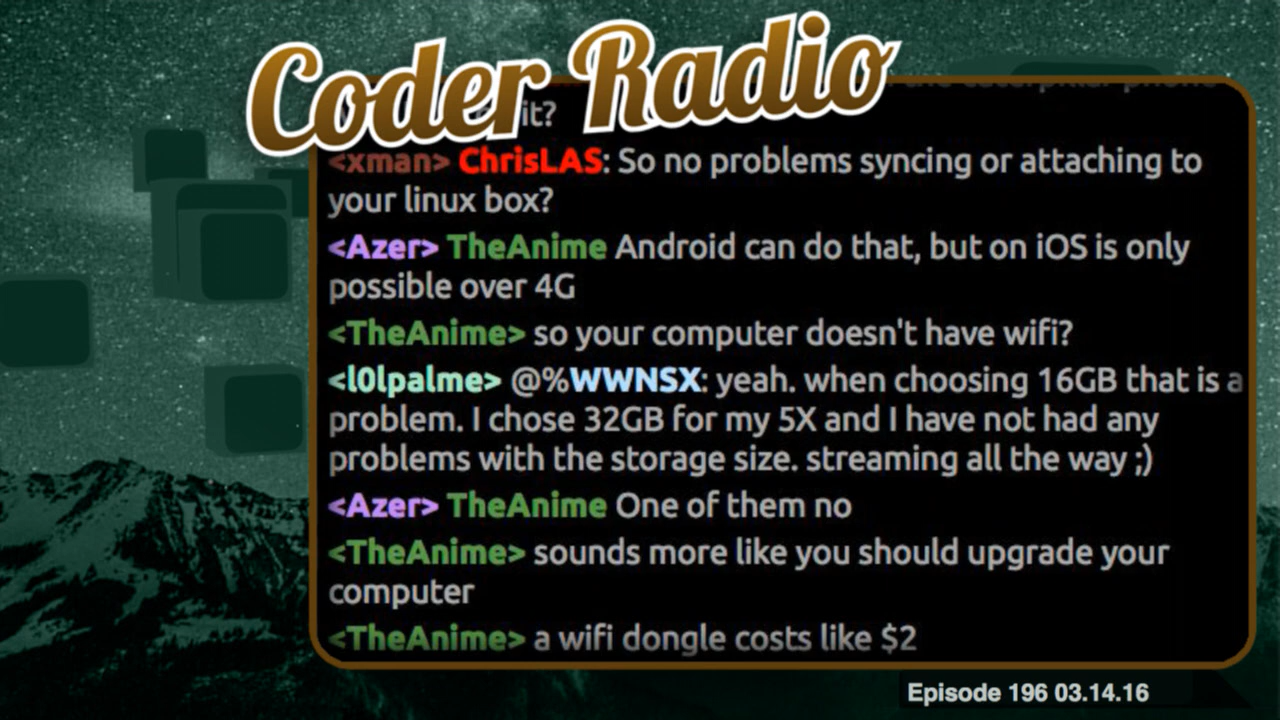 Coder Radio
the caterpillar phone
it?
<xman> ChrisLAS: So no problems syncing or attaching to
your linux box?
<Azer> TheAnime Android can do that, but on iOS is only
possible over 4G
<TheAnime> so your computer doesn't have wifi?
<l0lpalme> @%WWNSX: yeah. when choosing 16GB that is a
problem. I chose 32GB for my 5X and I have not had any
problems with the storage size. streaming all the way ;)
<Azer> TheAnime One of them no
<TheAnime> sounds more like you should upgrade your
computer
<TheAnime> a wifi dongle costs like $2
Episode 196 03.14.16